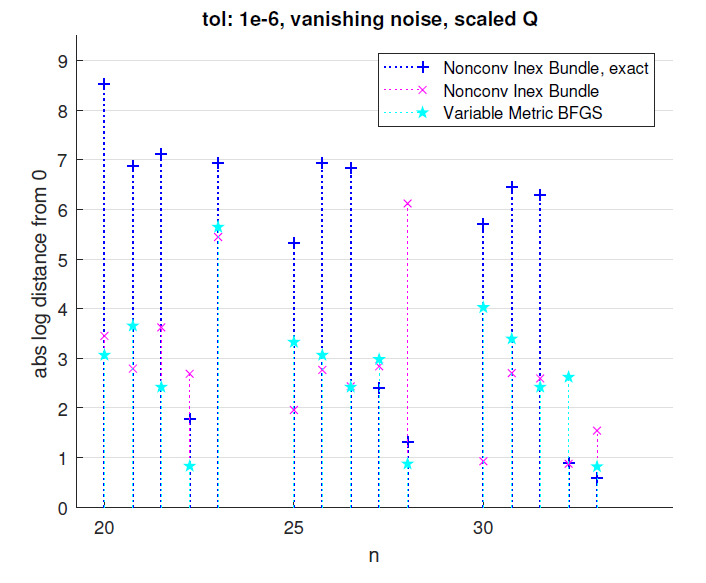 tol: 1e-6, vanishing noise, scaled Q
Nonconv Inex Bundle, exact
Nonconv Inex Bundle
Variable Metric BFGS
abs log distance from 0
9
8
7
6
5
4
3
2
1
0
20 25 30
n